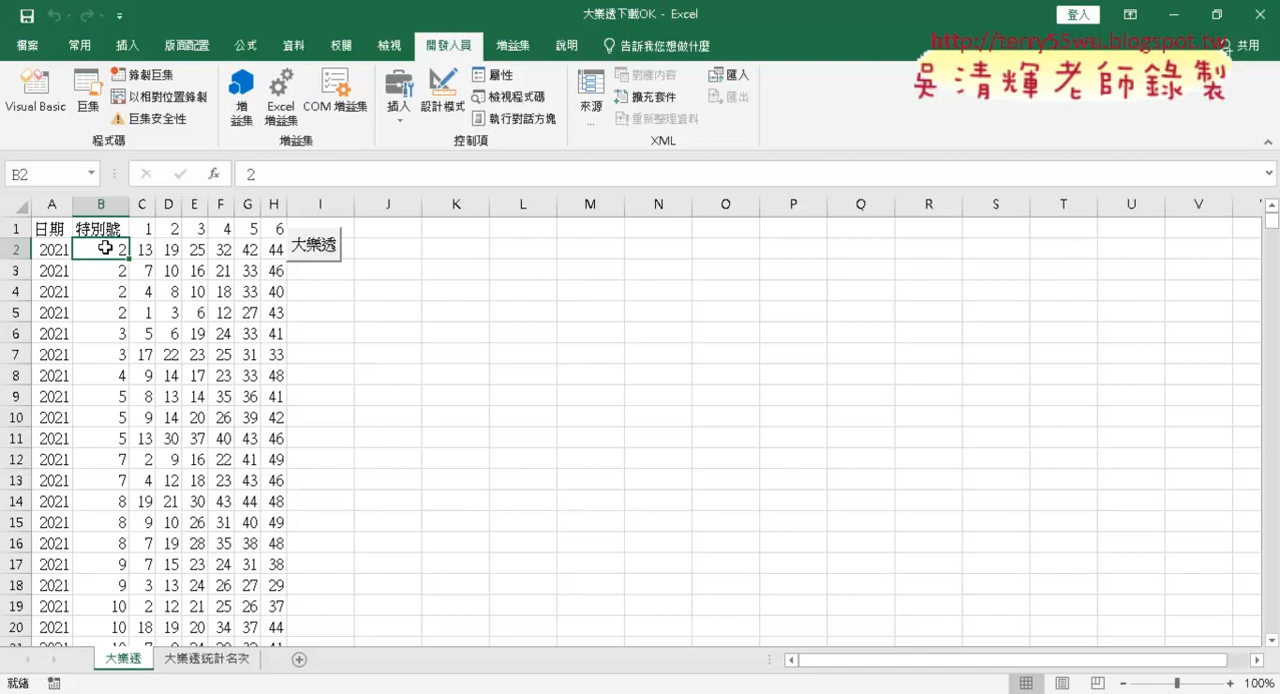 大樂透下載OK - Excel
登入
檔案 常用 插入 版面配置 公式 資料 校閱 檢視 開發人員 增益集 說明 告訴我您想做什麼 共用
http://terry55wu.blogspot.tw
吳清輝老師錄製
Visual Basic 巨集 錄製巨集 以相對位置錄製 巨集安全性
增益集 Excel 增益集 COM 增益集
插入 設計模式 屬性 檢視程式碼 執行對話方塊
來源... 對應內容 擴充套件 重新整理資料 匯入 匯出
程式碼 增益集 控制項 XML
B2 fx 2
A B C D E F G H I J K L M N O P Q R S T U V
1 日期 特別號 1 2 3 4 5 6
大樂透
2 2021 2 13 19 25 32 42 44
3 2021 2 7 10 16 21 33 46
4 2021 2 4 8 10 18 33 40
5 2021 2 1 3 6 12 27 43
6 2021 3 5 6 19 24 33 41
7 2021 3 17 22 23 25 31 33
8 2021 4 9 14 17 23 33 48
9 2021 5 8 13 14 35 36 41
10 2021 5 9 14 20 26 39 42
11 2021 5 13 30 37 40 43 46
12 2021 7 2 9 16 22 41 49
13 2021 7 4 12 18 23 43 46
14 2021 8 19 21 30 43 44 48
15 2021 8 9 10 26 31 40 49
16 2021 8 7 19 28 35 38 48
17 2021 9 7 15 23 24 31 38
18 2021 9 3 13 24 26 27 29
19 2021 10 2 12 21 25 26 37
20 2021 10 18 19 20 34 37 44
大樂透 大樂透統計名次
就緒 100%